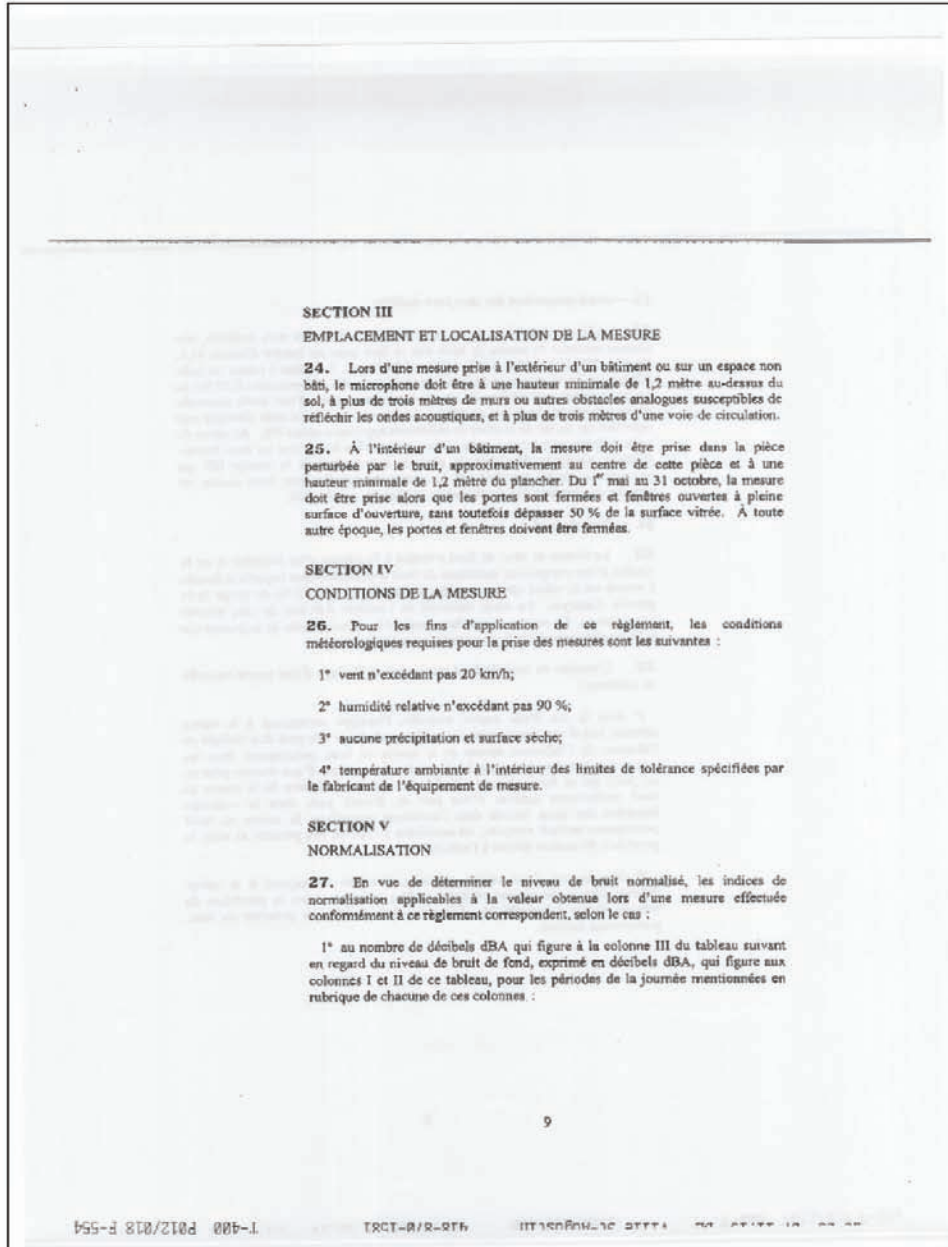 SECTION III
EMPLACEMENT ET LOCALISATION DE LA MESURE
24. Lors d'une mesure prise à l'extérieur d'un bâtiment ou sur un espace non
bâti, le microphone doit être à une hauteur minimale de 1,2 mètre au-dessus du
sol, à plus de trois mètres de murs ou autres obstacles analogues susceptibles de
réfléchir les ondes acoustiques, et à plus de trois mètres d'une voie de circulation.
25. À l'intérieur d'un bâtiment, la mesure doit être prise dans la pièce
perturbée par le bruit, approximativement au centre de cette pièce et à une
hauteur minimale de 1,2 mètre du plancher. Du 1er mai au 31 octobre, la mesure
doit être prise alors que les portes sont fermées et fenêtres ouvertes à pleine
surface d'ouverture, sans toutefois dépasser 50 % de la surface vitrée. À toute
autre époque, les portes et fenêtres doivent être fermées.
SECTION IV
CONDITIONS DE LA MESURE
26. Pour les fins d'application de ce règlement, les conditions
météorologiques requises pour la prise des mesures sont les suivantes :
1° vent n'excédant pas 20 km/h;
2° humidité relative n'excédant pas 90 %;
3° aucune précipitation et surface sèche;
4° température ambiante à l'intérieur des limites de tolérance spécifiées par
le fabricant de l'équipement de mesure.
SECTION V
NORMALISATION
27. En vue de déterminer le niveau de bruit normalisé, les indices de
normalisation applicables à la valeur obtenue lors d'une mesure effectuée
conformément à ce règlement correspondent, selon le cas :
1° au nombre de décibels dBA qui figure à la colonne III du tableau suivant
en regard du niveau de bruit de fond, exprimé en décibels dBA, qui figure aux
colonnes I et II de ce tableau, pour les périodes de la journée mentionnées en
rubrique de chacune de ces colonnes :
9
T-400 P012/018 F-554